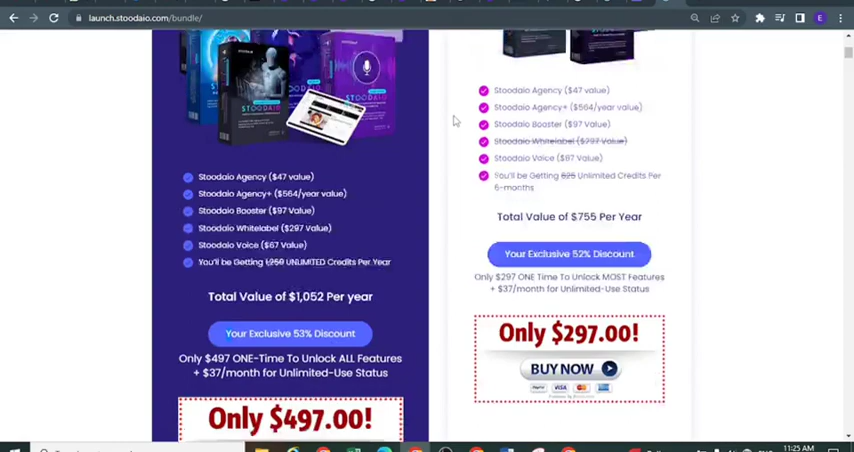 launch.stoodaio.com/bundle/
E
STOODAIO
STOODAIO
Stoodaio Agency ($47 value)
Stoodaio Agency+ ($564/year value)
Stoodaio Booster ($97 Value)
Stoodaio Whitelabel ($297 Value)
Stoodaio Voice ($67 Value)
You'll be Getting 1,250 UNLIMITED Credits Per Year
Total Value of $1,052 Per year
Your Exclusive 53% Discount
Only $497 ONE-Time To Unlock ALL Features
+ $37/month for Unlimited-Use Status
Only $497.00!
Stoodaio Agency ($47 value)
Stoodaio Agency+ ($564/year value)
Stoodaio Booster ($97 Value)
Stoodaio Whitelabel ($297 Value)
Stoodaio Voice ($87 Value)
You'll be Getting 625 Unlimited Credits Per
6-months
Total Value of $755 Per Year
Your Exclusive 52% Discount
Only $297 ONE Time To Unlock MOST Features
+ $37/month for Unlimited-Use Status
Only $297.00!
BUY NOW
PayPal
VISA
11:25 AM